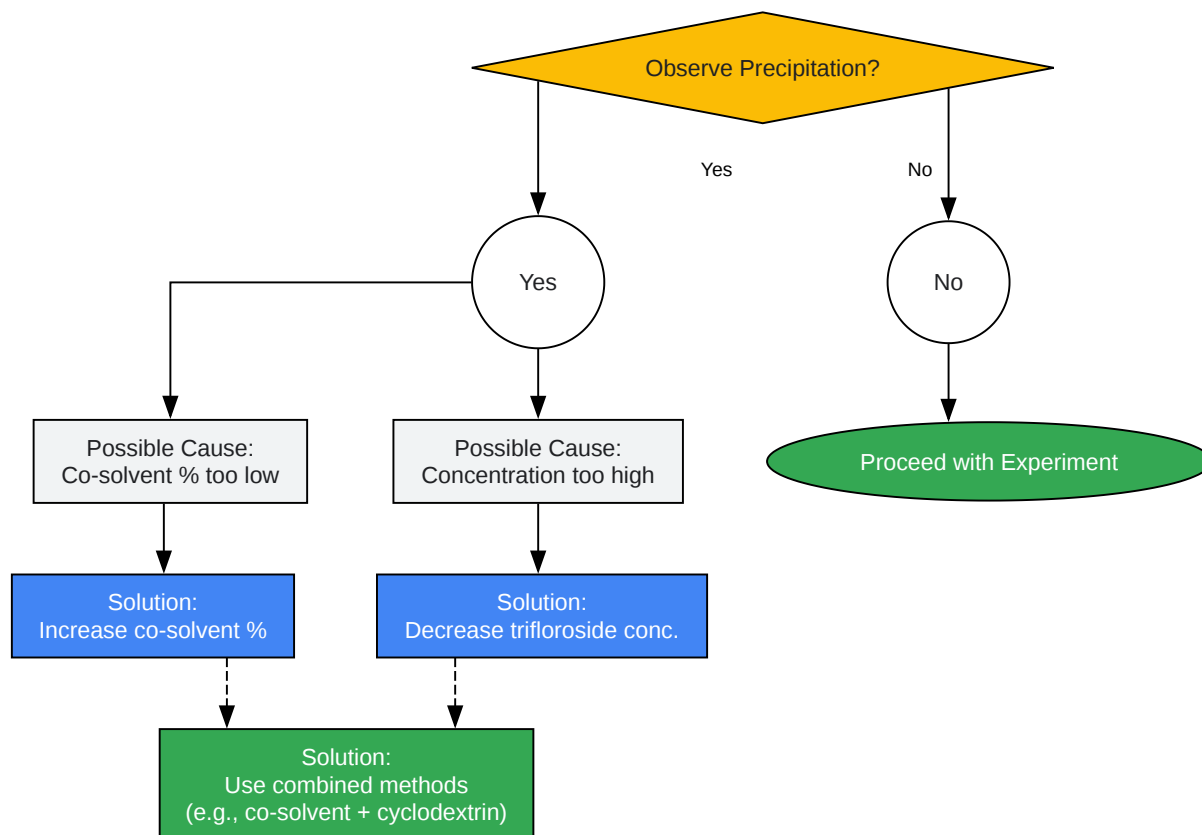 Observe Precipitation?
Yes
No
Yes
No
Possible Cause:
Co-solvent % too low
Possible Cause:
Concentration too high
Proceed with Experiment
Solution:
Increase co-solvent %
Solution:
Decrease trifloroside conc.
Solution:
Use combined methods
(e.g., co-solvent + cyclodextrin)